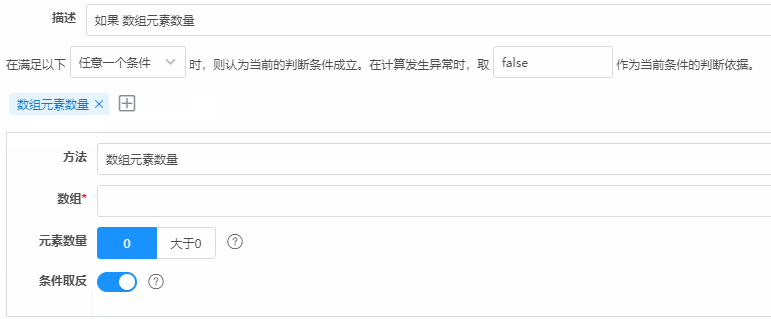 描述 如果 数组元素数量
在满足以下 任意一个条件 时，则认为当前的判断条件成立。在计算发生异常时，取 false 作为当前条件的判断依据。
数组元素数量 ×
方法 数组元素数量
数组*
元素数量 0 大于0 ?
条件取反 ?